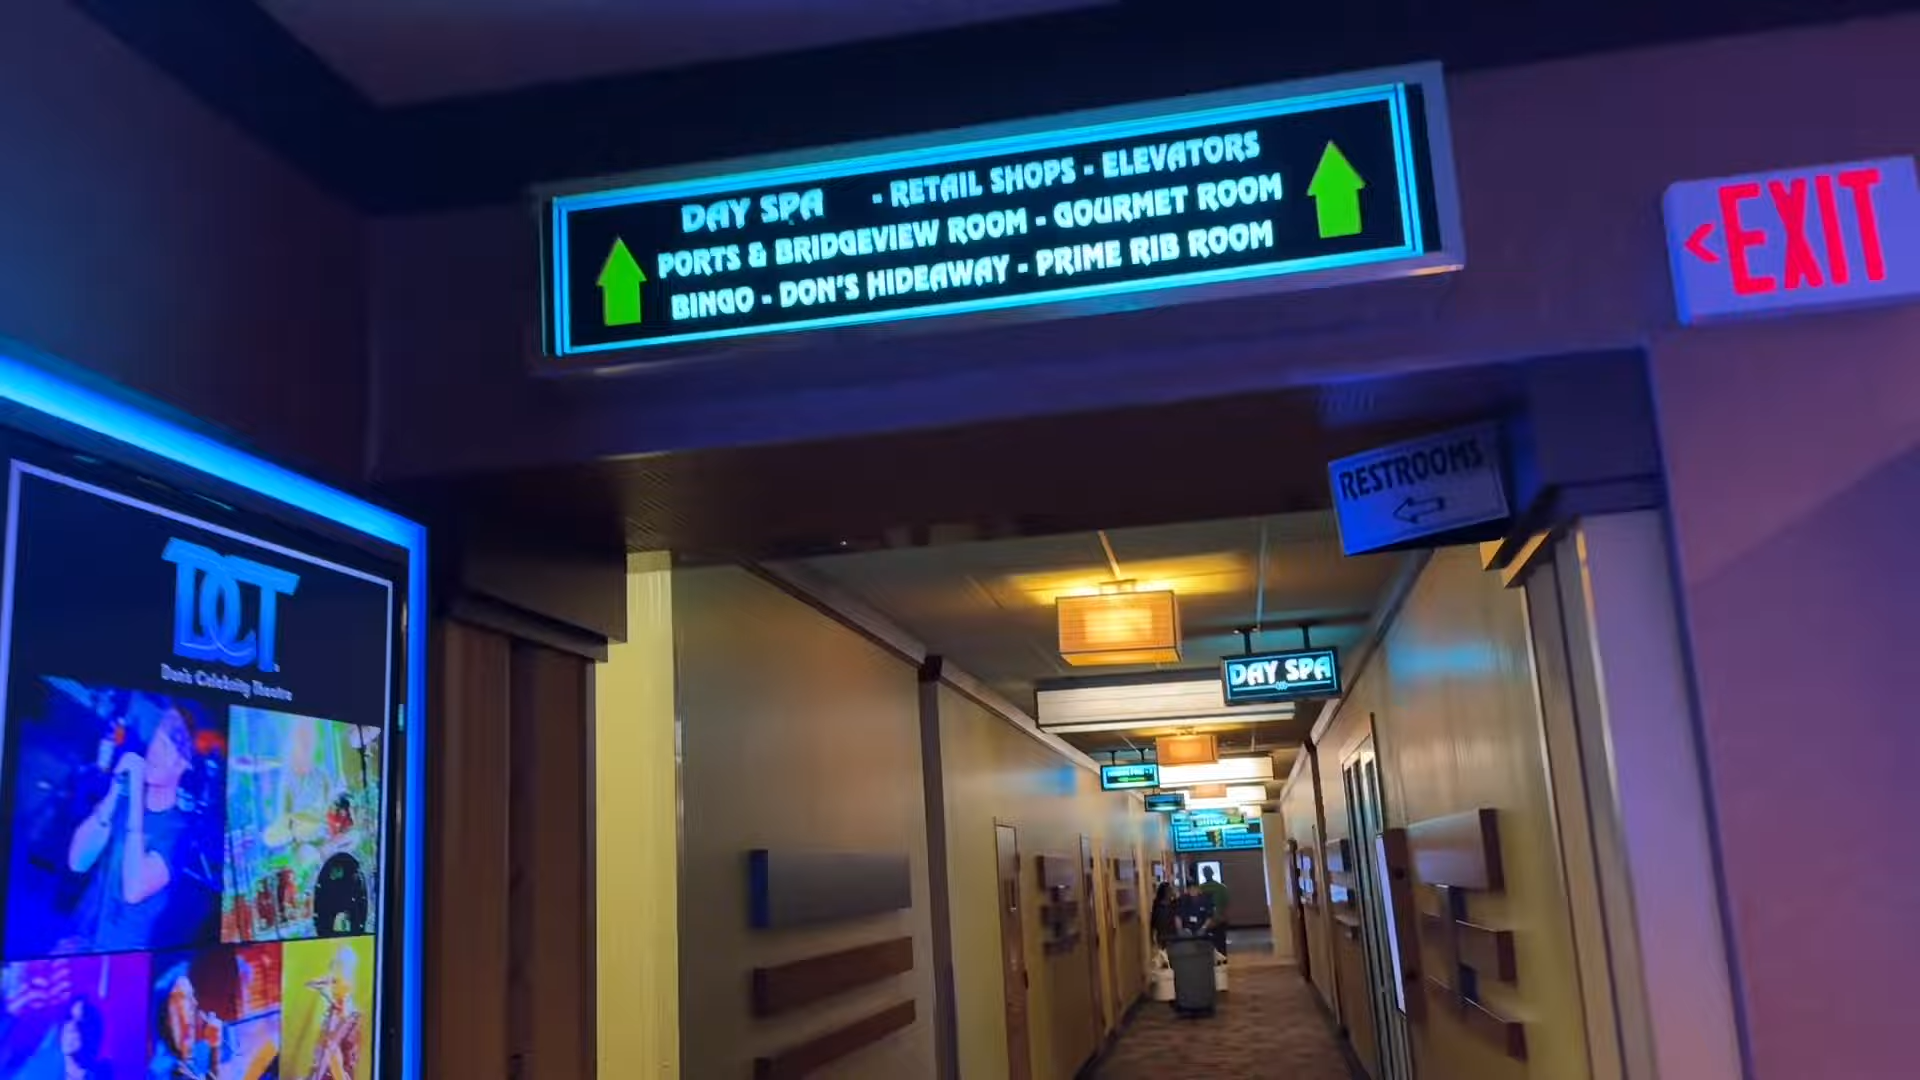 DAY SPA - RETAIL SHOPS - ELEVATORS
PORTS & BRIDGEVIEW ROOM - GOURMET ROOM
BINGO - DON'S HIDEAWAY - PRIME RIB ROOM
<EXIT
RESTROOMS
DCT
Don's Celebrity Theatre
DAY SPA
BINGO